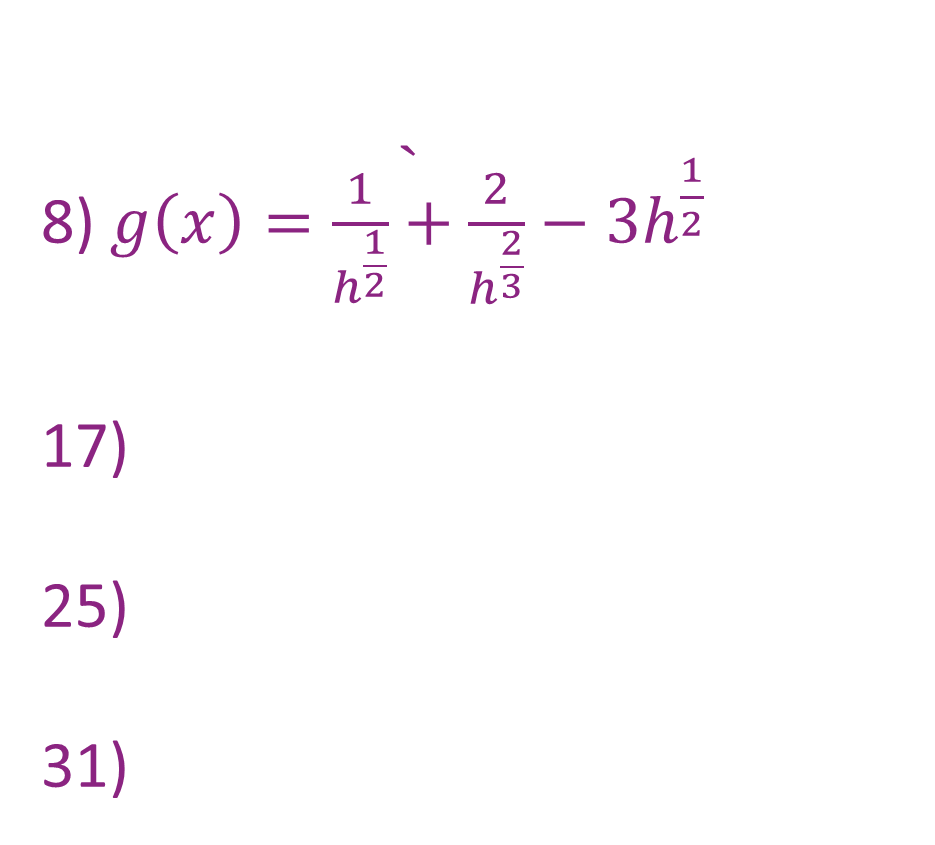 8) g(x) = 1/h^(1/2) ` + 2/h^(2/3) − 3h^(1/2)
17)
25)
31)